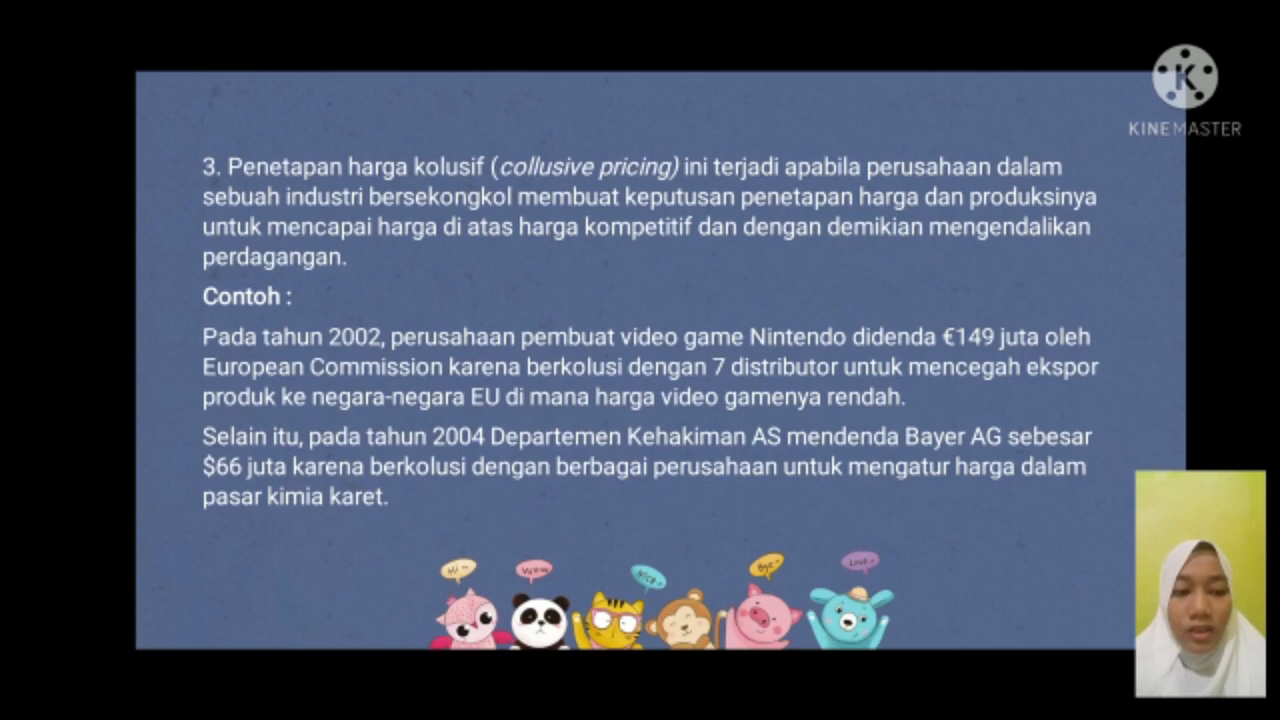 KINEMASTER
3. Penetapan harga kolusif (collusive pricing) ini terjadi apabila perusahaan dalam
sebuah industri bersekongkol membuat keputusan penetapan harga dan produksinya
untuk mencapai harga di atas harga kompetitif dan dengan demikian mengendalikan
perdagangan.
Contoh :
Pada tahun 2002, perusahaan pembuat video game Nintendo didenda €149 juta oleh
European Commission karena berkolusi dengan 7 distributor untuk mencegah ekspor
produk ke negara-negara EU di mana harga video gamenya rendah.
Selain itu, pada tahun 2004 Departemen Kehakiman AS mendenda Bayer AG sebesar
$66 juta karena berkolusi dengan berbagai perusahaan untuk mengatur harga dalam
pasar kimia karet.
Hi ~
Wow
Nice~
Bye~
Love~